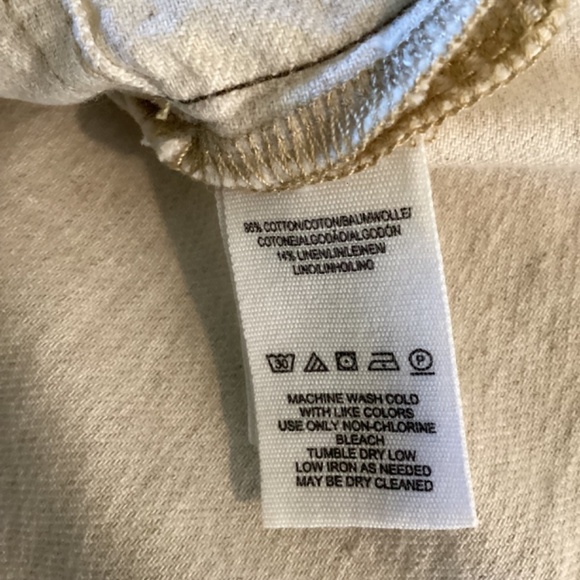 86% COTTON/COTON/BAUMWOLLE/
COTONE/ALGODÃO/ALGODÓN
14% LINEN/LIN/LEINEN/
LINO/LINHO/LINO
30 P
MACHINE WASH COLD
WITH LIKE COLORS
USE ONLY NON-CHLORINE
BLEACH
TUMBLE DRY LOW
LOW IRON AS NEEDED
MAY BE DRY CLEANED